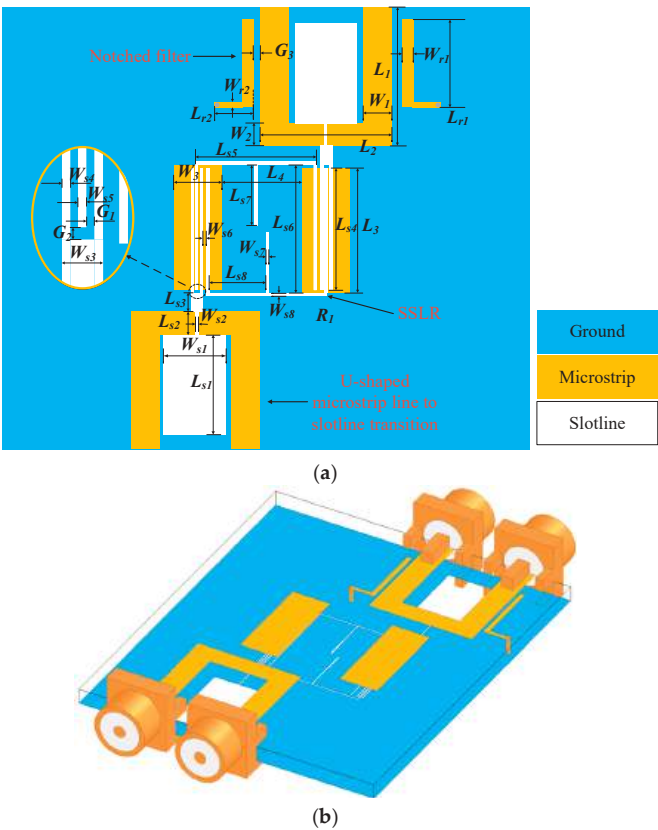 Notched filter
G3
L1
Wr1
Wr2
Lr2
W1
Lr1
W2
L2
Ls5
W3
L4
Ws4
Ls7
Ws5
G1
Ls6
Ls4
L3
G2
Ws6
Ws7
Ws3
Ls8
Ls3
Ws8
R1
SSLR
Ls2
Ws2
Ws1
Ls1
U-shaped
microstrip line to
slotline transition
Ground
Microstrip
Slotline
(a)
(b)